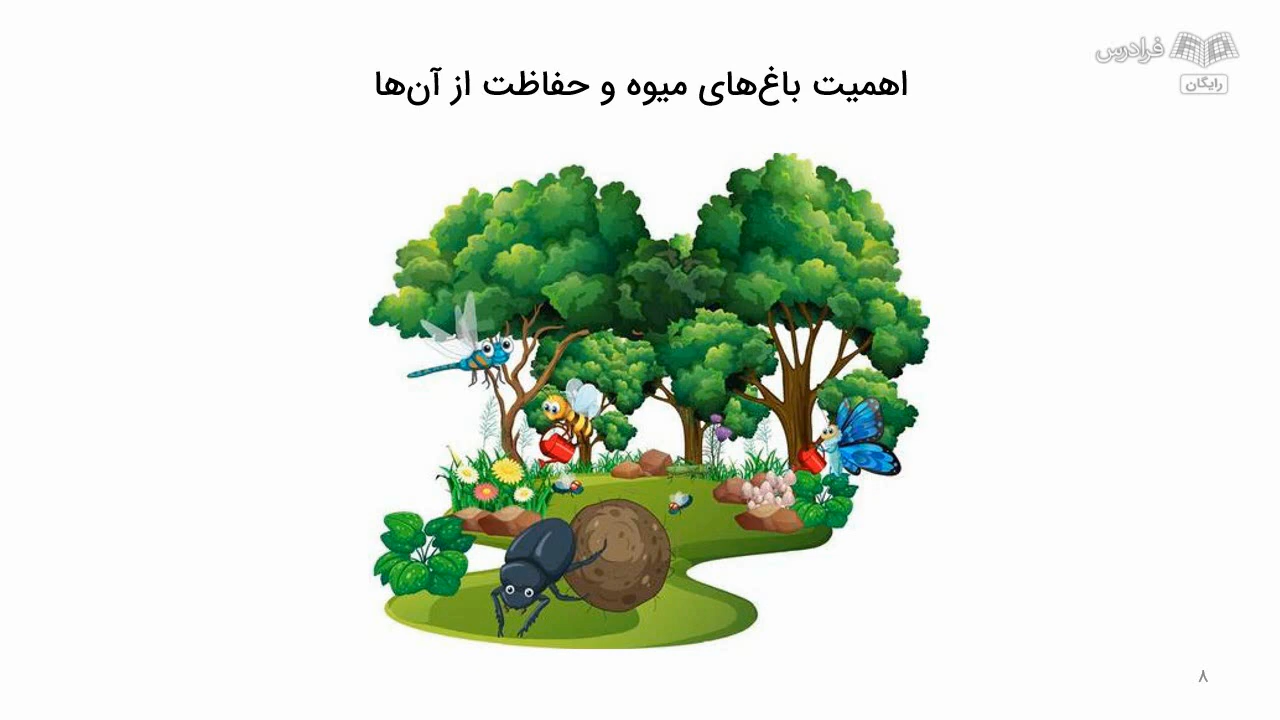 فرادرس
رایگان
اهمیت باغ‌های میوه و حفاظت از آن‌ها
۸